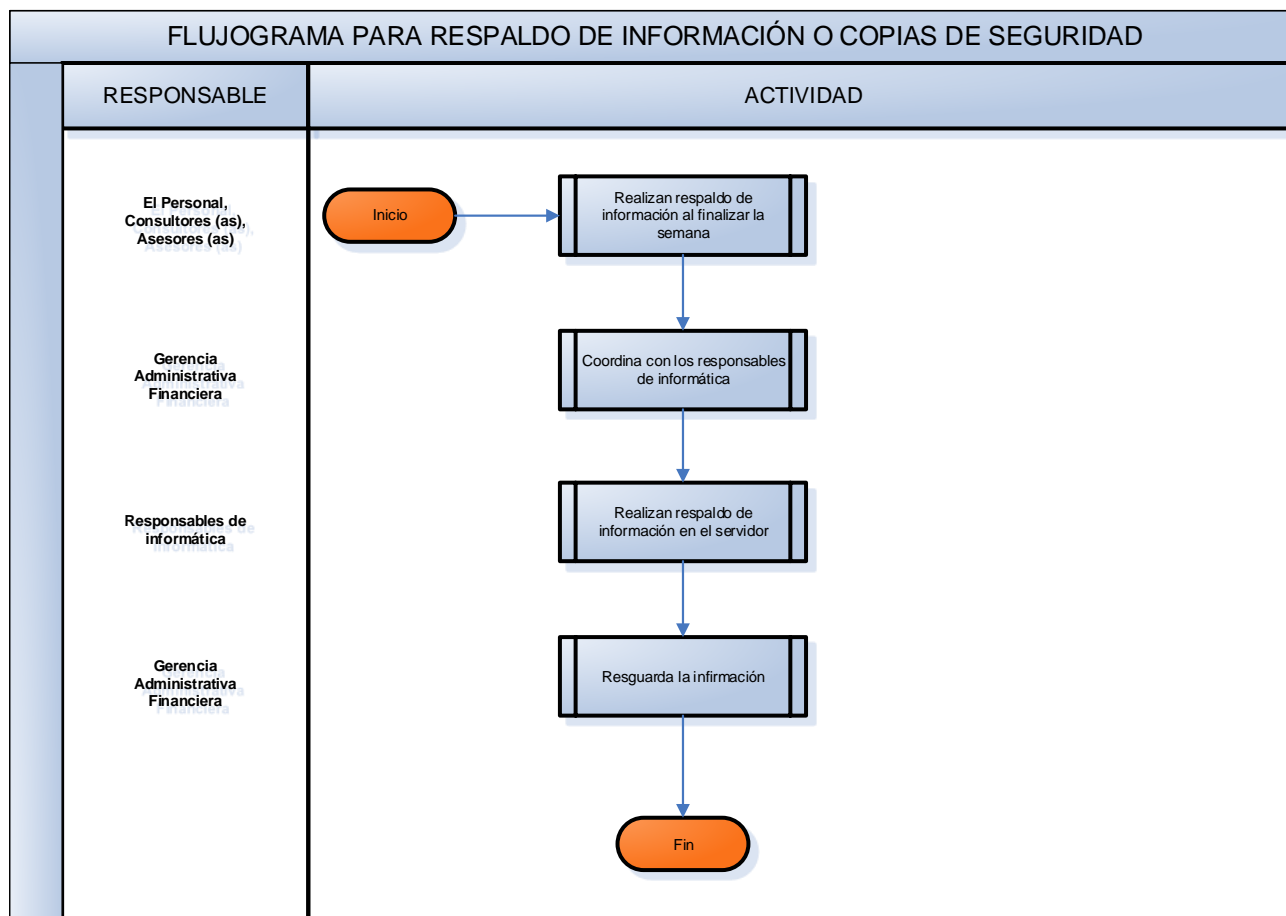 FLUJOGRAMA PARA RESPALDO DE INFORMACIÓN O COPIAS DE SEGURIDAD
RESPONSABLE
ACTIVIDAD
El Personal,
Consultores (as),
Asesores (as)
Inicio
Realizan respaldo de
información al finalizar la
semana
Gerencia
Administrativa
Financiera
Coordina con los responsables
de informática
Responsables de
informática
Realizan respaldo de
información en el servidor
Gerencia
Administrativa
Financiera
Resguarda la infirmación
Fin